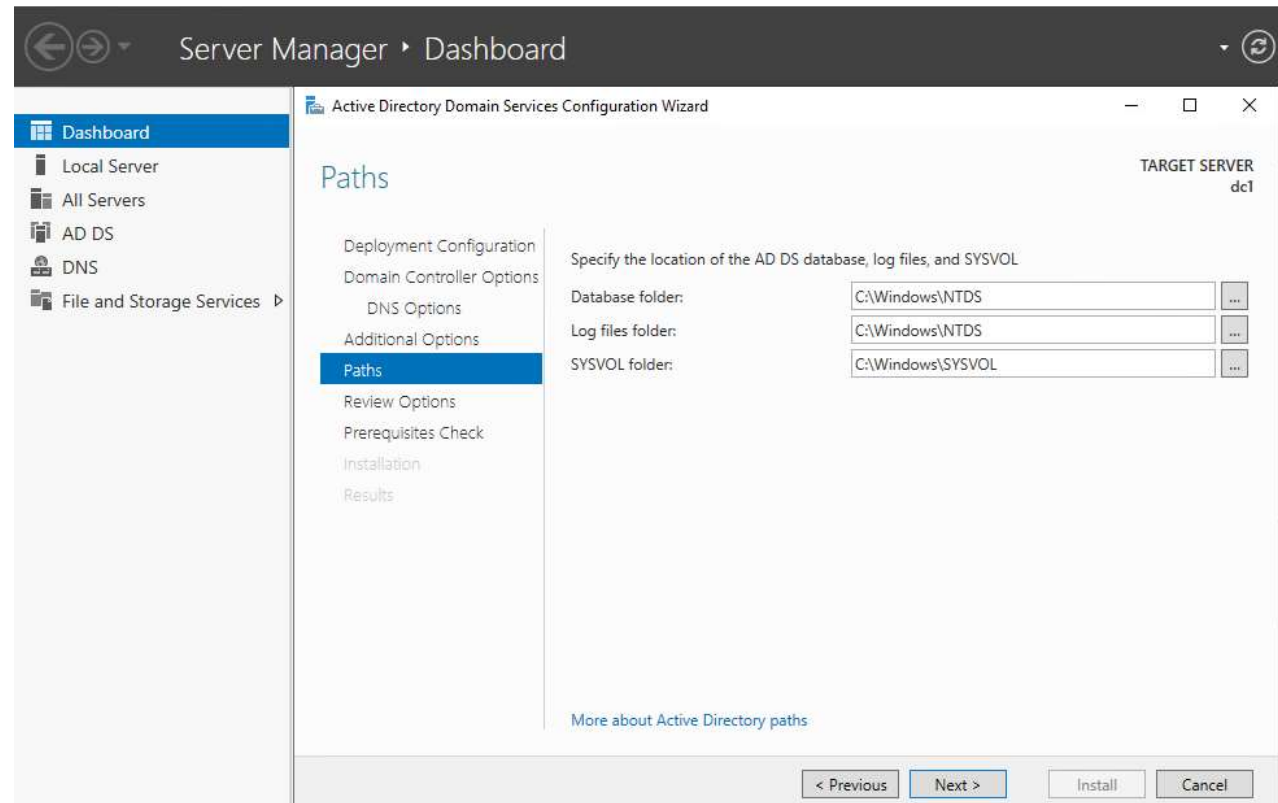 Server Manager ‣ Dashboard
Active Directory Domain Services Configuration Wizard
Dashboard
Local Server
All Servers
AD DS
DNS
File and Storage Services
Paths
TARGET SERVER
dc1
Deployment Configuration
Domain Controller Options
DNS Options
Additional Options
Paths
Review Options
Prerequisites Check
Installation
Results
Specify the location of the AD DS database, log files, and SYSVOL
Database folder: C:\Windows\NTDS ...
Log files folder: C:\Windows\NTDS ...
SYSVOL folder: C:\Windows\SYSVOL ...
More about Active Directory paths
< Previous Next > Install Cancel